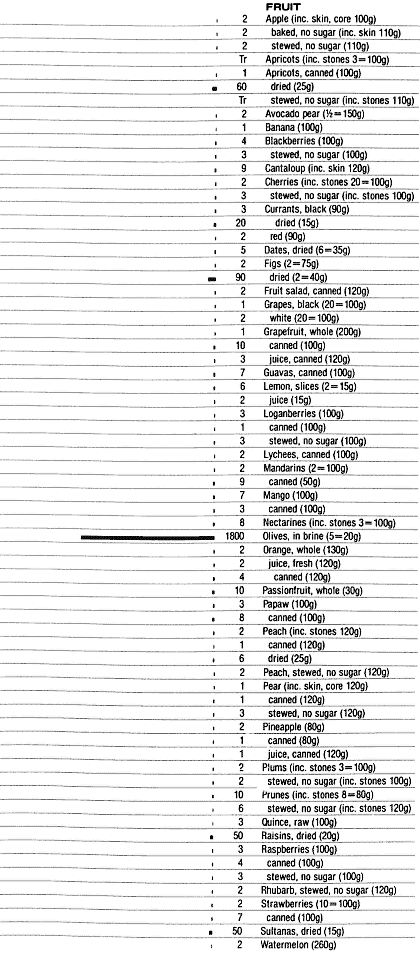 FRUIT
2 Apple (inc. skin, core 100g)
2 baked, no sugar (inc. skin 110g)
2 stewed, no sugar (110g)
Tr Apricots (inc. stones 3=100g)
1 Apricots, canned (100g)
60 dried (25g)
Tr stewed, no sugar (inc. stones 110g)
2 Avocado pear (½=150g)
1 Banana (100g)
4 Blackberries (100g)
3 stewed, no sugar (100g)
9 Cantaloup (inc. skin 120g)
2 Cherries (inc. stones 20=100g)
3 stewed, no sugar (inc. stones 100g)
3 Currants, black (90g)
20 dried (15g)
2 red (90g)
5 Dates, dried (6=35g)
2 Figs (2=75g)
90 dried (2=40g)
2 Fruit salad, canned (120g)
1 Grapes, black (20=100g)
2 white (20=100g)
1 Grapefruit, whole (200g)
10 canned (100g)
3 juice, canned (120g)
7 Guavas, canned (100g)
6 Lemon, slices (2=15g)
2 juice (15g)
3 Loganberries (100g)
1 canned (100g)
3 stewed, no sugar (100g)
2 Lychees, canned (100g)
2 Mandarins (2=100g)
9 canned (50g)
7 Mango (100g)
3 canned (100g)
8 Nectarines (inc. stones 3=100g)
1800 Olives, in brine (5=20g)
2 Orange, whole (130g)
2 juice, fresh (120g)
4 canned (120g)
10 Passionfruit, whole (30g)
3 Papaw (100g)
8 canned (100g)
2 Peach (inc. stones 120g)
1 canned (120g)
6 dried (25g)
2 Peach, stewed, no sugar (120g)
1 Pear (inc. skin, core 120g)
1 canned (120g)
3 stewed, no sugar (120g)
2 Pineapple (80g)
1 canned (80g)
1 juice, canned (120g)
2 Plums (inc. stones 3=100g)
2 stewed, no sugar (inc. stones 100g)
10 Prunes (inc. stones 8=80g)
6 stewed, no sugar (inc. stones 120g)
3 Quince, raw (100g)
50 Raisins, dried (20g)
3 Raspberries (100g)
4 canned (100g)
3 stewed, no sugar (100g)
2 Rhubarb, stewed, no sugar (120g)
2 Strawberries (10=100g)
7 canned (100g)
50 Sultanas, dried (15g)
2 Watermelon (260g)